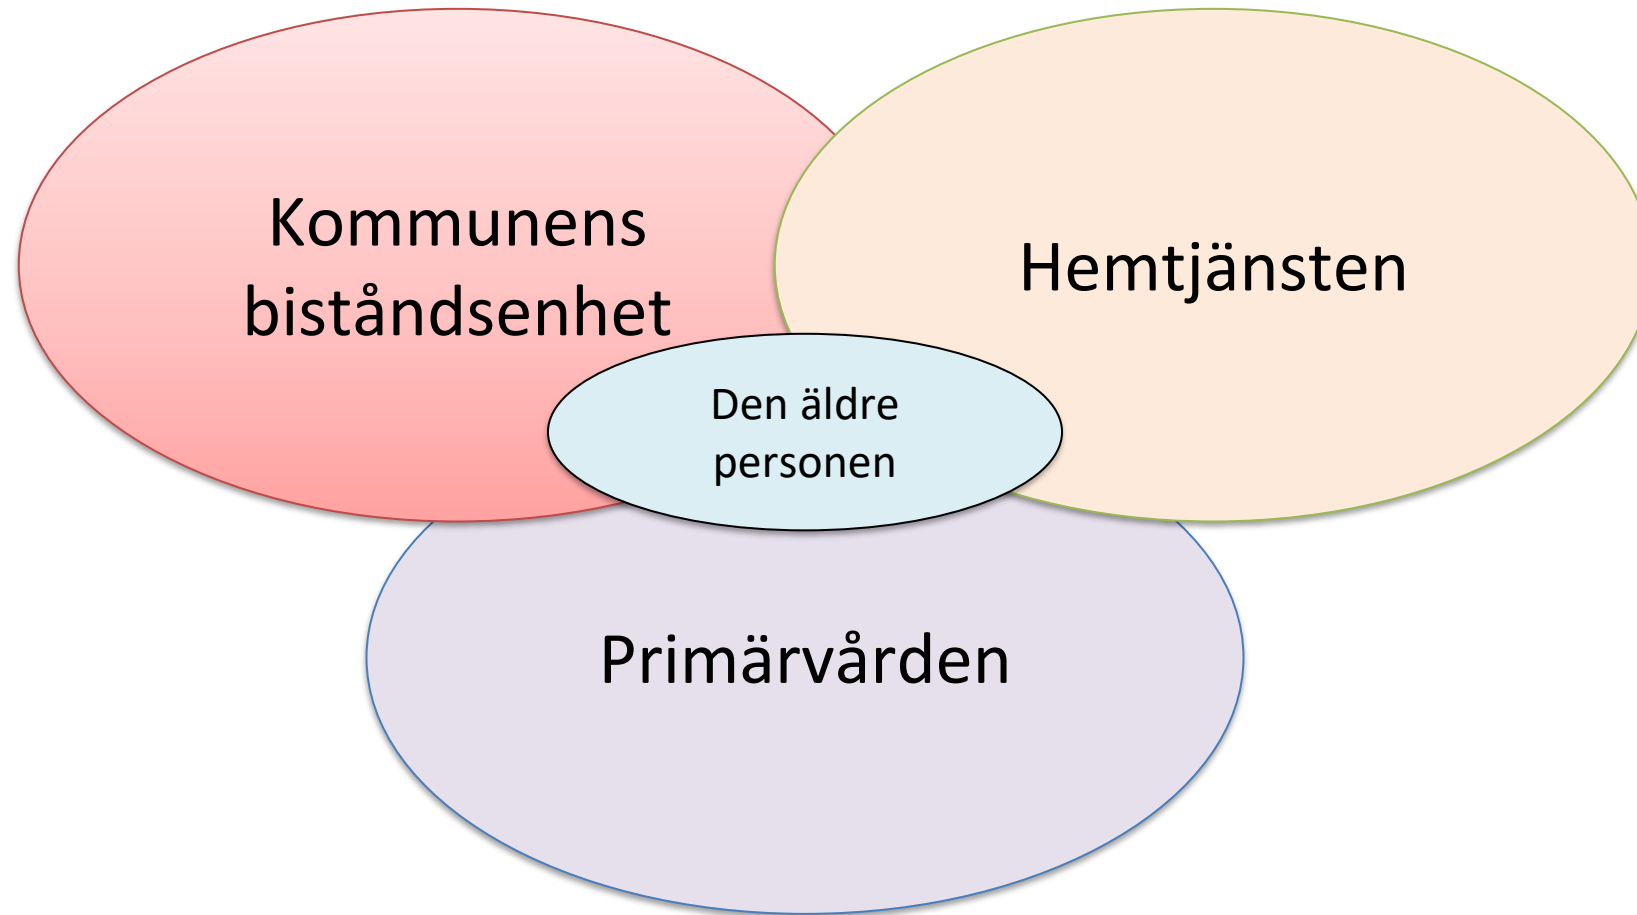 Kommunens
biståndsenhet
Hemtjänsten
Den äldre
personen
Primärvården